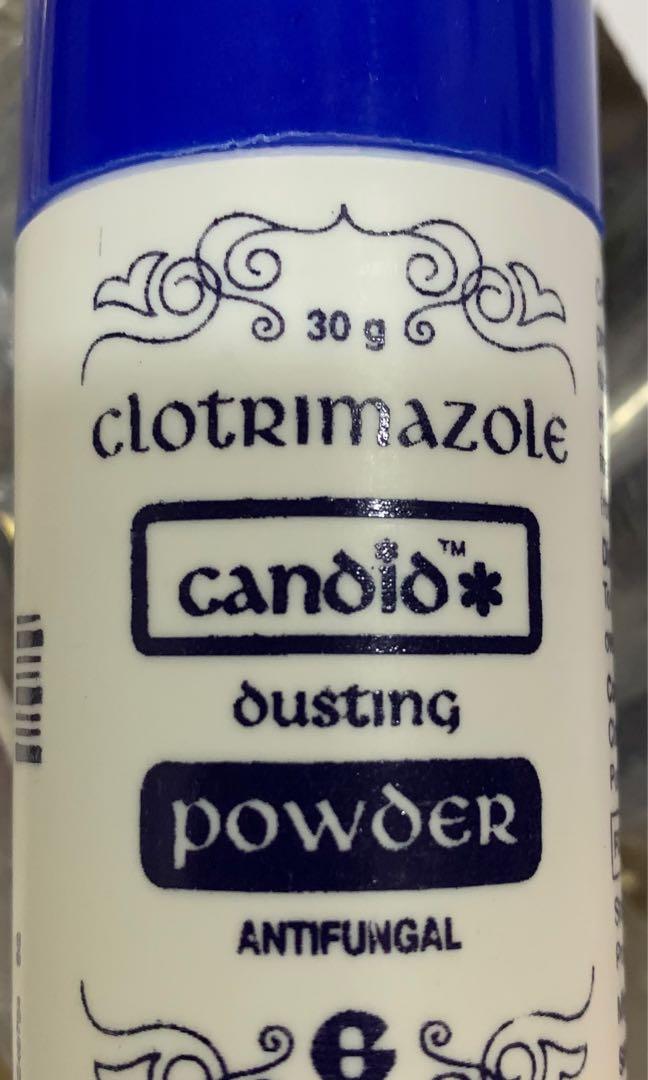 30 g
clotrimazole
candid™*
dusting
powder
ANTIFUNGAL
G